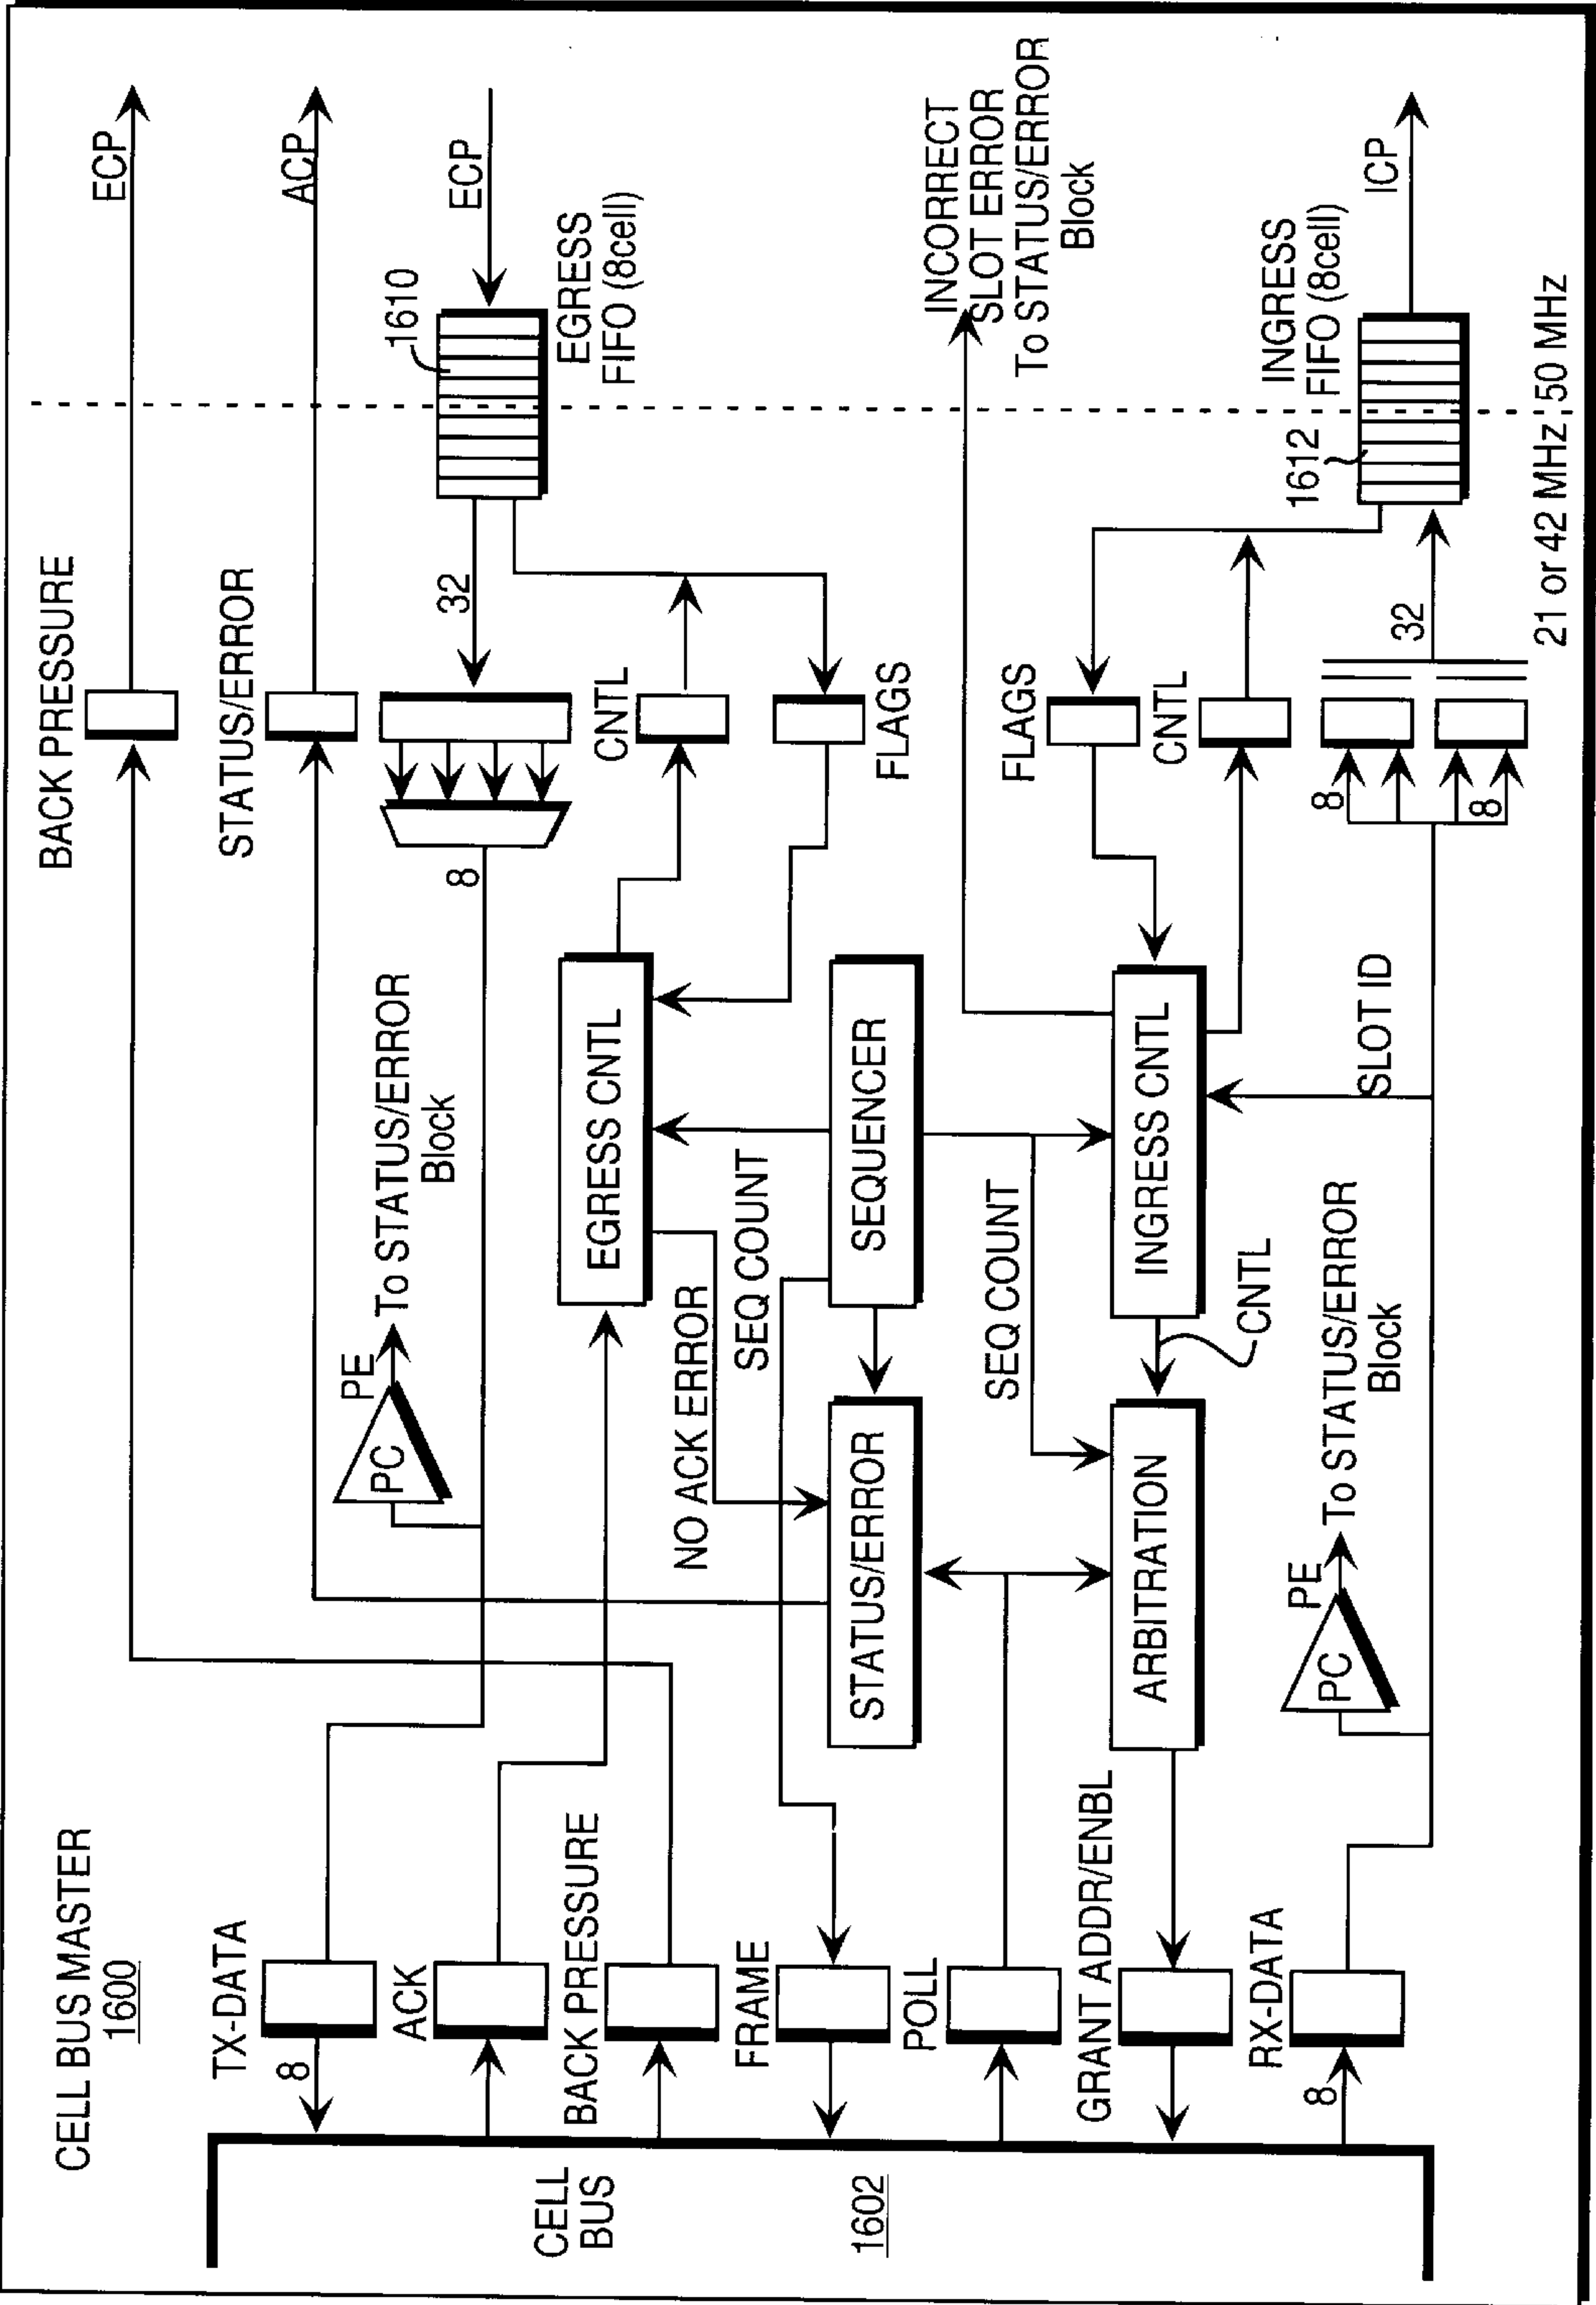 CELL BUS MASTER
1600
BACK PRESSURE
ECP
STATUS/ERROR
ACP
TX-DATA
8
PC
PE
To STATUS/ERROR
Block
8
32
1610
ECP
EGRESS
FIFO (8cell)
ACK
EGRESS CNTL
CNTL
BACK PRESSURE
NO ACK ERROR
SEQ COUNT
FLAGS
CELL
BUS
1602
FRAME
STATUS/ERROR
SEQUENCER
INCORRECT
SLOT ERROR
To STATUS/ERROR
Block
POLL
SEQ COUNT
FLAGS
GRANT ADDR/ENBL
ARBITRATION
INGRESS CNTL
CNTL
CNTL
RX-DATA
8
PC
PE
To STATUS/ERROR
Block
SLOT ID
8
8
32
1612
INGRESS
FIFO (8cell)
ICP
21 or 42 MHz
50 MHz